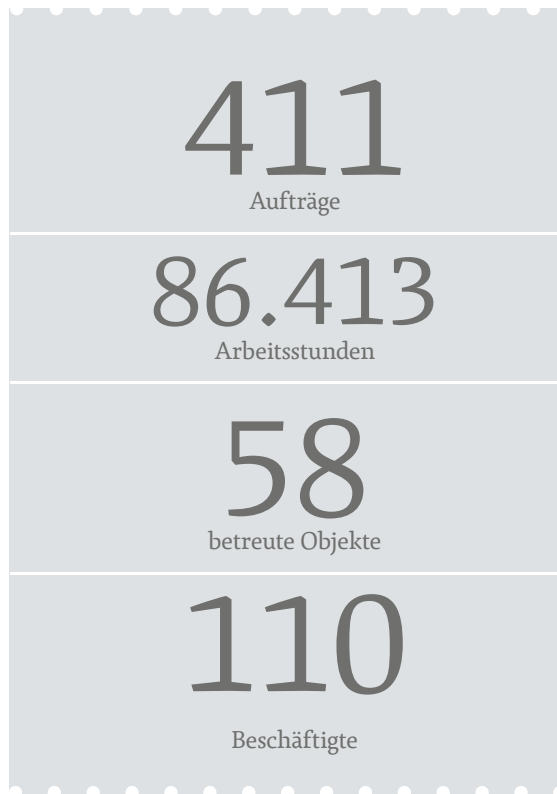 411
Aufträge
86.413
Arbeitsstunden
58
betreute Objekte
110
Beschäftigte